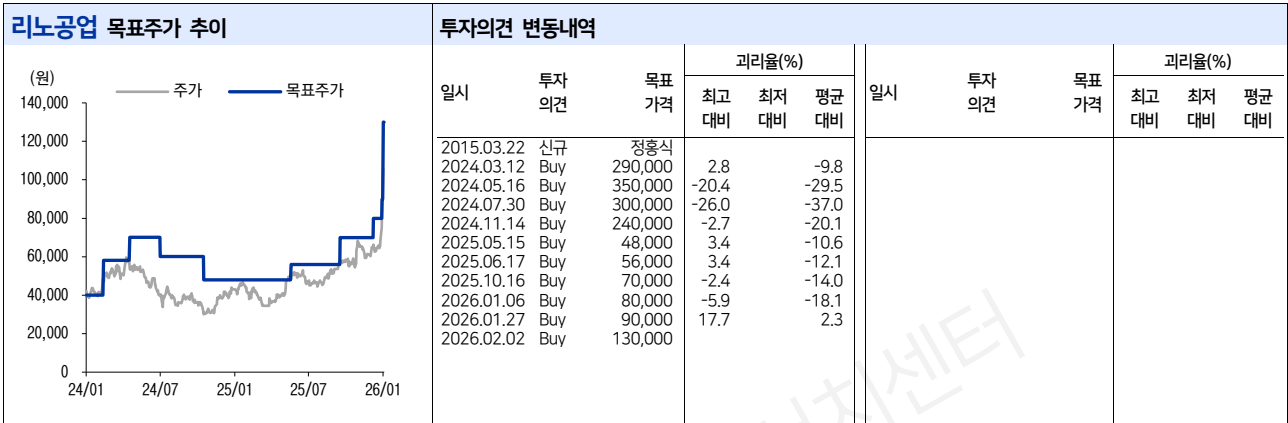 리노공업 목표주가 추이
(원)
주가 목표주가
140,000
120,000
100,000
80,000
60,000
40,000
20,000
0
24/01 24/07 25/01 25/07 26/01
투자의견 변동내역
일시 투자의견 목표가격 괴리율(%)
최고대비 최저대비 평균대비
2015.03.22 신규 정홍식
2024.03.12 Buy 290,000 2.8 -9.8
2024.05.16 Buy 350,000 -20.4 -29.5
2024.07.30 Buy 300,000 -26.0 -37.0
2024.11.14 Buy 240,000 -2.7 -20.1
2025.05.15 Buy 48,000 3.4 -10.6
2025.06.17 Buy 56,000 3.4 -12.1
2025.10.16 Buy 70,000 -2.4 -14.0
2026.01.06 Buy 80,000 -5.9 -18.1
2026.01.27 Buy 90,000 17.7 2.3
2026.02.02 Buy 130,000
일시 투자의견 목표가격 괴리율(%)
최고대비 최저대비 평균대비
센터